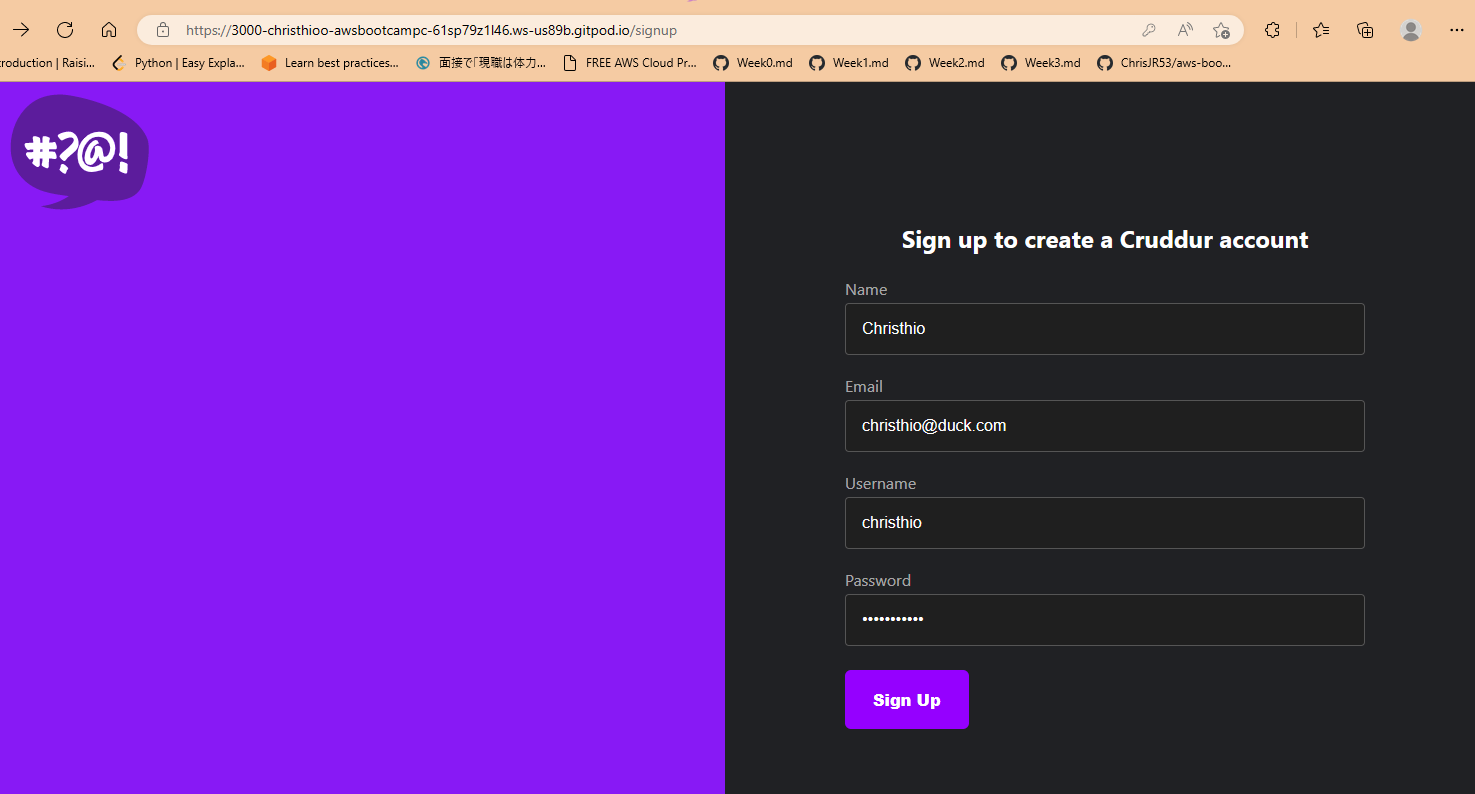 https://3000-christhioo-awsbootcampc-61sp79z1l46.ws-us89b.gitpod.io/signup
troduction | Raisi... Python | Easy Expla... Learn best practices... 面接で「現職は体力... FREE AWS Cloud Pr... Week0.md Week1.md Week2.md Week3.md ChrisJR53/aws-boo...
#?@!
Sign up to create a Cruddur account
Name
Christhio
Email
christhio@duck.com
Username
christhio
Password
•••••••••••
Sign Up